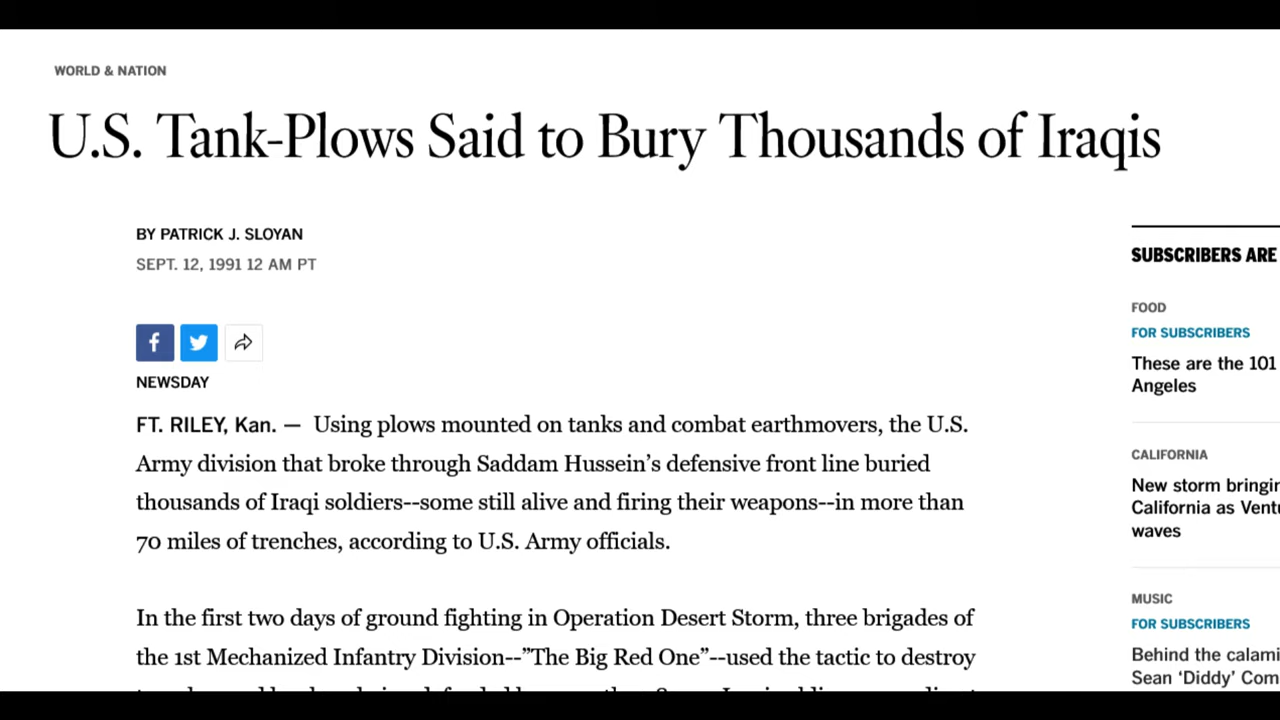 WORLD & NATION
U.S. Tank-Plows Said to Bury Thousands of Iraqis
BY PATRICK J. SLOYAN
SEPT. 12, 1991 12 AM PT
NEWSDAY
FT. RILEY, Kan. — Using plows mounted on tanks and combat earthmovers, the U.S.
Army division that broke through Saddam Hussein’s defensive front line buried
thousands of Iraqi soldiers--some still alive and firing their weapons--in more than
70 miles of trenches, according to U.S. Army officials.
In the first two days of ground fighting in Operation Desert Storm, three brigades of
the 1st Mechanized Infantry Division--”The Big Red One”--used the tactic to destroy
SUBSCRIBERS ARE
FOOD
FOR SUBSCRIBERS
These are the 101
Angeles
CALIFORNIA
New storm bringin
California as Ventu
waves
MUSIC
FOR SUBSCRIBERS
Behind the calami
Sean ‘Diddy’ Com